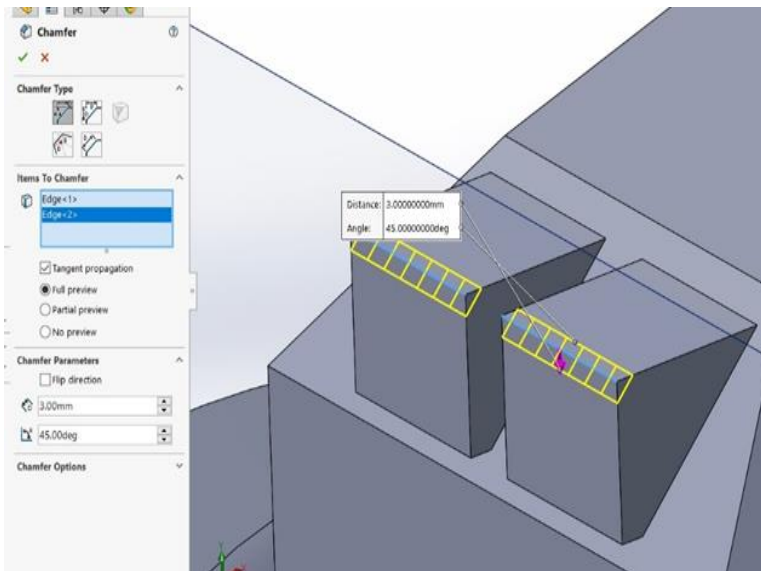 Chamfer
Chamfer Type
Items To Chamfer
Edge<1>
Edge<2>
Tangent propagation
Full preview
Partial preview
No preview
Chamfer Parameters
Flip direction
3.00mm
45.00deg
Chamfer Options
Distance: 3.00000000mm
Angle: 45.00000000deg